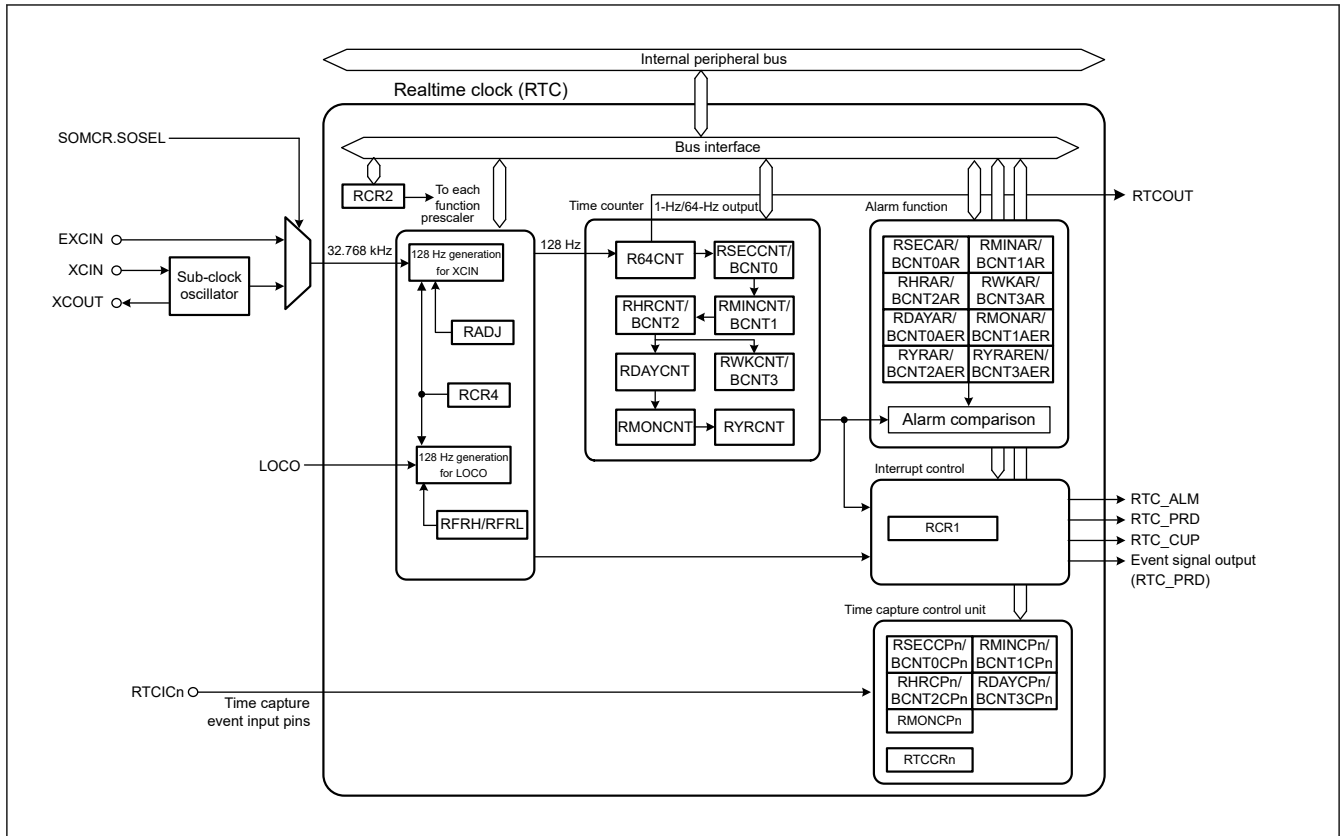 Internal peripheral bus
Realtime clock (RTC)
SOMCR.SOSEL
Bus interface
RCR2
To each
function
prescaler
Time counter
1-Hz/64-Hz output
Alarm function
RTCOUT
EXCIN
XCIN
XCOUT
Sub-clock
oscillator
32.768 kHz
128 Hz generation
for XCIN
128 Hz
RADJ
RCR4
LOCO
128 Hz generation
for LOCO
RFRH/RFRL
R64CNT
RSECCNT/
BCNT0
RHRCNT/
BCNT2
RMINCNT/
BCNT1
RDAYCNT
RWKCNT/
BCNT3
RMONCNT
RYRCNT
RSECAR/
BCNT0AR
RMINAR/
BCNT1AR
RHRAR/
BCNT2AR
RWKAR/
BCNT3AR
RDAYAR/
BCNT0AER
RMONAR/
BCNT1AER
RYRAR/
BCNT2AER
RYRAREN/
BCNT3AER
Alarm comparison
Interrupt control
RCR1
RTC_ALM
RTC_PRD
RTC_CUP
Event signal output
(RTC_PRD)
Time capture control unit
RSECCPn/
BCNT0CPn
RMINCPn/
BCNT1CPn
RHRCPn/
BCNT2CPn
RDAYCPn/
BCNT3CPn
RMONCPn
RTCCRn
RTCICn
Time capture
event input pins